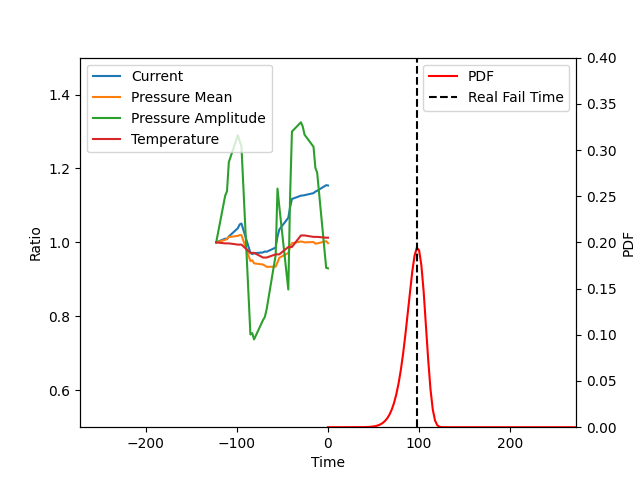 Current
Pressure Mean
Pressure Amplitude
Temperature
PDF
Real Fail Time
1.4
1.2
1.0
0.8
0.6
Ratio
0.40
0.35
0.30
0.25
0.20
0.15
0.10
0.05
0.00
PDF
−200
−100
0
100
200
Time